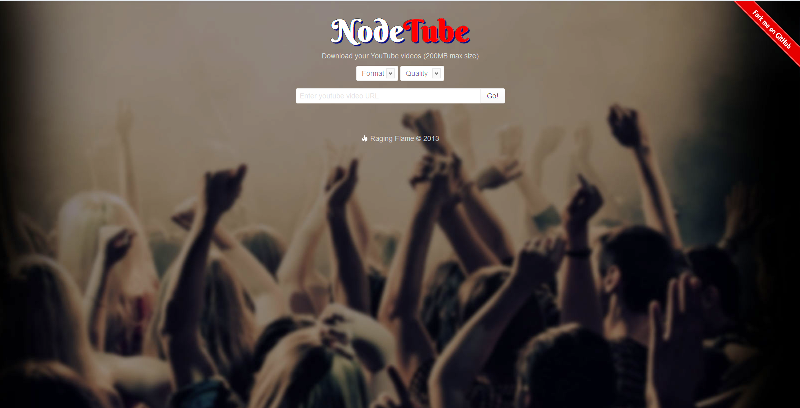 NodeTube
Fork me on GitHub
Download your YouTube videos (200MB max size)
Format Quality
Enter youtube video url Go!
Raging Flame © 2013